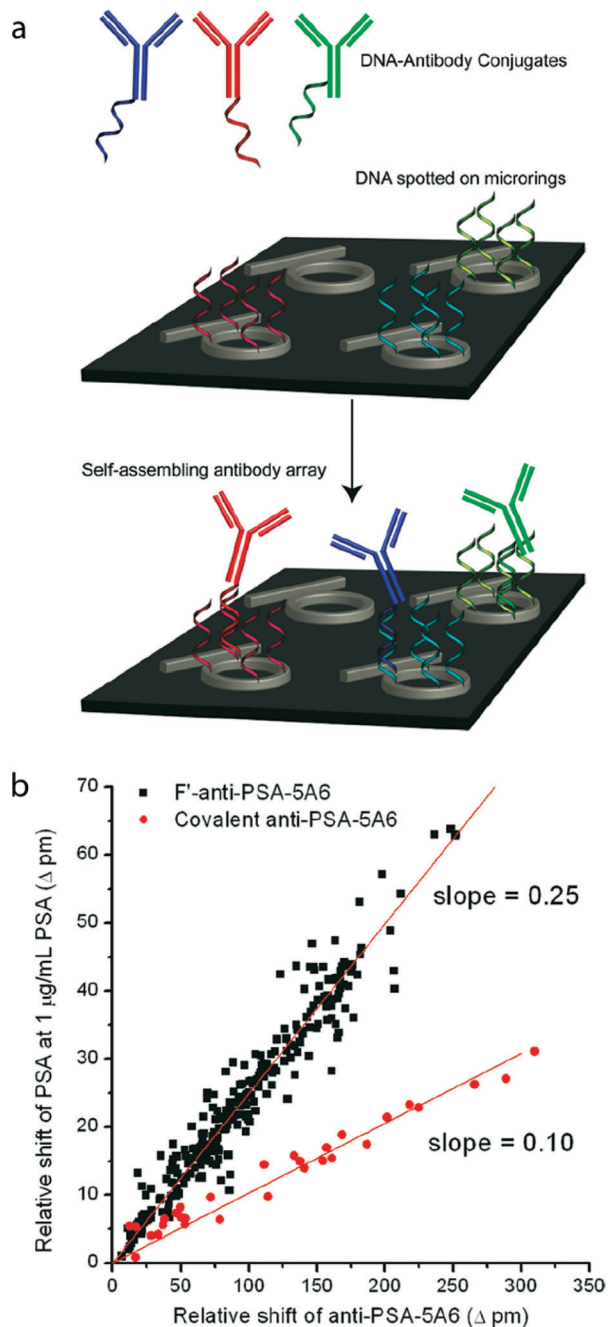 a
DNA-Antibody Conjugates
DNA spotted on microrings
Self-assembling antibody array
b
70
60
50
40
30
20
10
0
Relative shift of PSA at 1 µg/mL PSA (Δ pm)
F'-anti-PSA-5A6
Covalent anti-PSA-5A6
slope = 0.25
slope = 0.10
0 50 100 150 200 250 300 350
Relative shift of anti-PSA-5A6 (Δ pm)